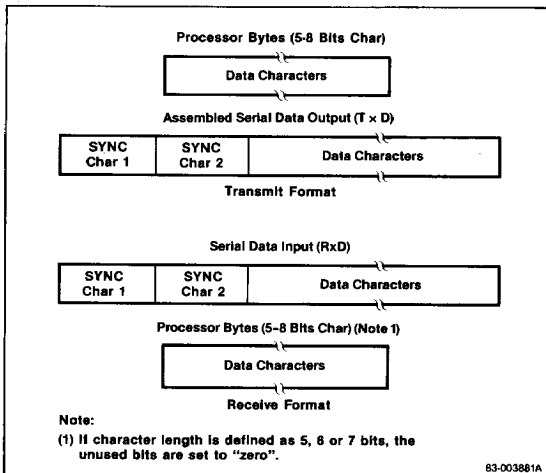 Processor Bytes (5-8 Bits Char)
Data Characters
Assembled Serial Data Output (T x D)
SYNC Char 1
SYNC Char 2
Data Characters
Transmit Format
Serial Data Input (RxD)
SYNC Char 1
SYNC Char 2
Data Characters
Processor Bytes (5-8 Bits Char) (Note 1)
Data Characters
Receive Format
Note:
(1) If character length is defined as 5, 6 or 7 bits, the
unused bits are set to "zero".
83-003881A